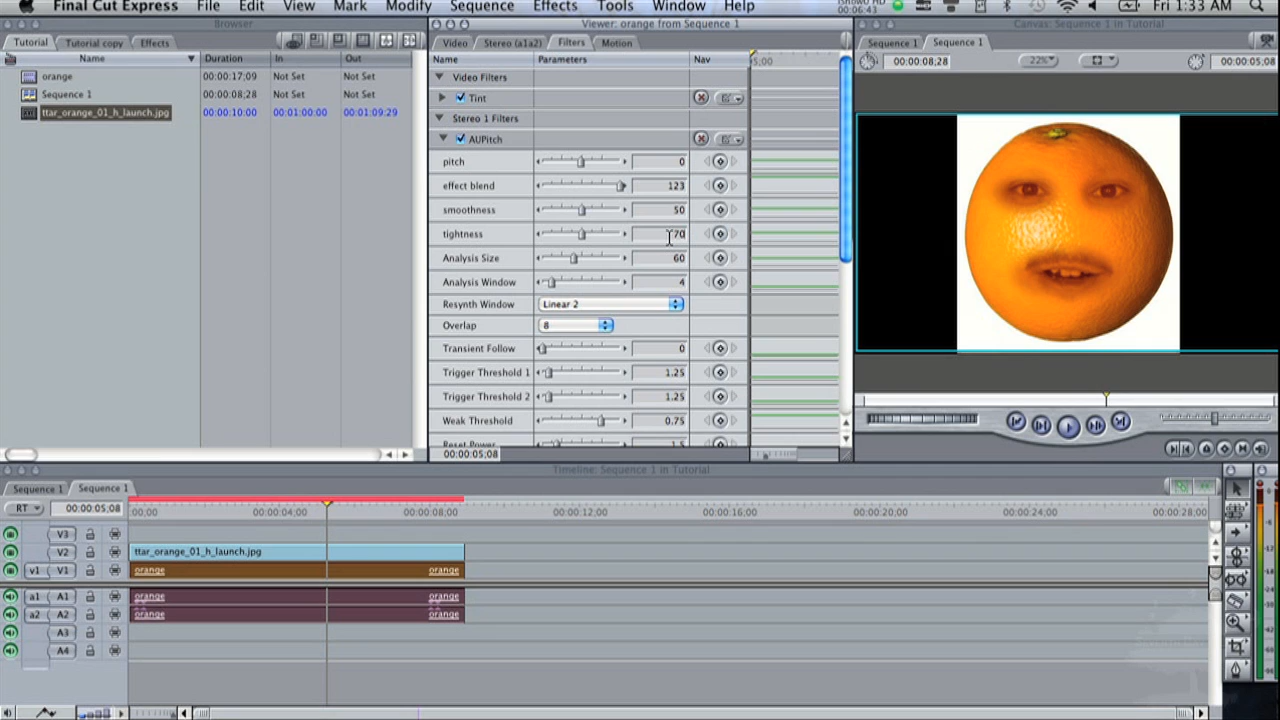 Final Cut Express File Edit View Mark Modify Sequence Effects Tools Window Help
00:06:43
Fri 1:33 AM
Browser
Viewer: orange from Sequence 1
Canvas: Sequence 1 in Tutorial
Tutorial Tutorial copy Effects
Video Stereo (a1a2) Filters Motion
Sequence 1 Sequence 1
Name Duration In Out
Name Parameters Nav
00:00:08;28 22% 00:00:05;08
orange 00:00:17;09 Not Set Not Set
Sequence 1 00:00:08;28 Not Set Not Set
ttar_orange_01_h_launch.jpg 00:00:10:00 00:01:00:00 00:01:09:29
Video Filters
Tint
Stereo 1 Filters
AUPitch
pitch 0
effect blend 123
smoothness 50
tightness 70
Analysis Size 60
Analysis Window 4
Resynth Window Linear 2
Overlap 8
Transient Follow 0
Trigger Threshold 1 1.25
Trigger Threshold 2 1.25
Weak Threshold 0.75
Reset Power 1.5
00:00:05;08
Timeline: Sequence 1 in Tutorial
Sequence 1 Sequence 1
RT 00:00:05;08 00:00:04;00 00:00:08;00 00:00:12;00 00:00:16;00 00:00:20;00 00:00:24;00 00:00:28;00
V3
V2 ttar_orange_01_h_launch.jpg
v1 V1 orange orange
a1 A1 orange orange
a2 A2 orange orange
A3
A4